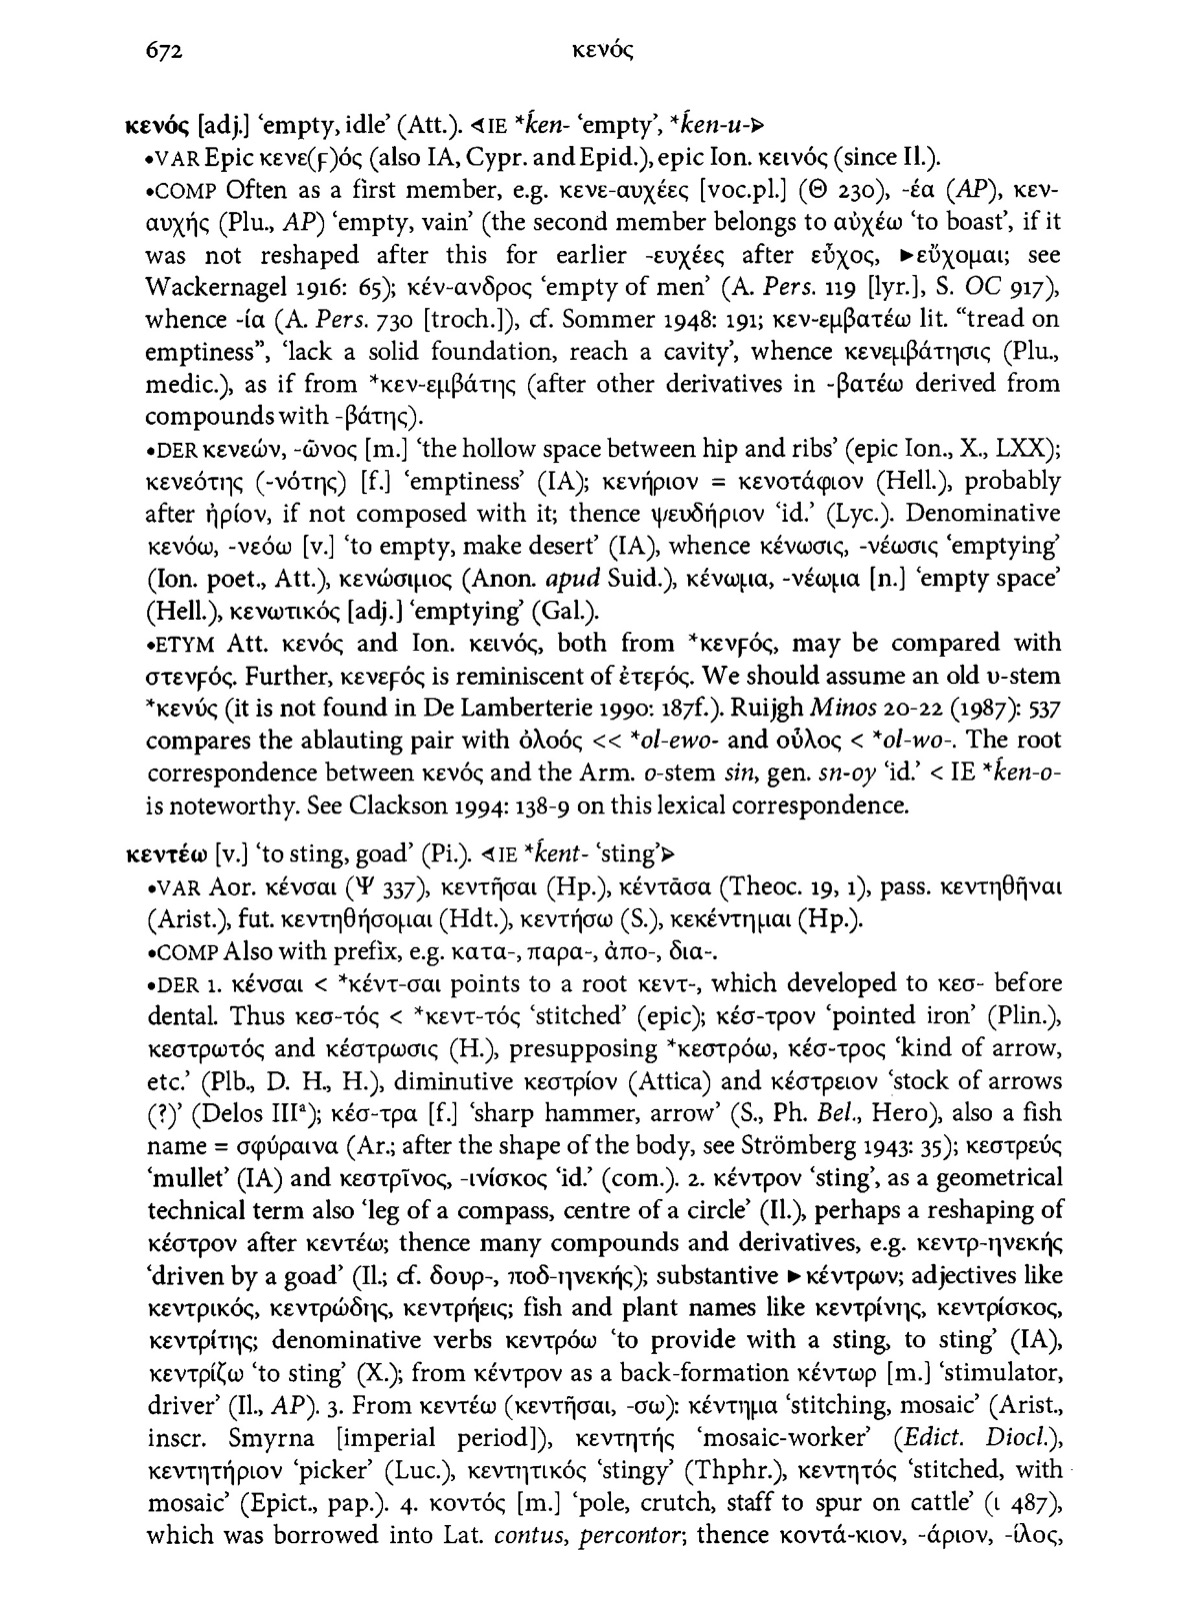 672
κενός
κενός [adj.] ‘empty, idle’ (Att.). ⊲IE *ḱen- ‘empty’, *ḱen-u-⊳
•VAR Epic κενε(ϝ)ός (also IA, Cypr. and Epid.), epic Ion. κεινός (since Il.).
•COMP Often as a first member, e.g. κενε-αυχέες [voc.pl.] (Θ 230), -έα (AP), κεν-
αυχής (Plu., AP) ‘empty, vain’ (the second member belongs to αὐχέω ‘to boast’, if it
was not reshaped after this for earlier -ευχέες after εὖχος, ►εὔχομαι; see
Wackernagel 1916: 65); κέν-ανδρος ‘empty of men’ (A. Pers. 119 [lyr.], S. OC 917),
whence -ία (A. Pers. 730 [troch.]), cf. Sommer 1948: 191; κεν-εμβατέω lit. “tread on
emptiness”, ‘lack a solid foundation, reach a cavity’, whence κενεμβάτησις (Plu.,
medic.), as if from *κεν-εμβάτης (after other derivatives in -βατέω derived from
compounds with -βάτης).
•DER κενεών, -ῶνος [m.] ‘the hollow space between hip and ribs’ (epic Ion., X., LXX);
κενεότης (-νότης) [f.] ‘emptiness’ (IA); κενήριον = κενοτάφιον (Hell.), probably
after ἠρίον, if not composed with it; thence ψευδήριον ‘id.’ (Lyc.). Denominative
κενόω, -νεόω [v.] ‘to empty, make desert’ (IA), whence κένωσις, -νέωσις ‘emptying’
(Ion. poet., Att.), κενώσιμος (Anon. apud Suid.), κένωμα, -νέωμα [n.] ‘empty space’
(Hell.), κενωτικός [adj.] ‘emptying’ (Gal.).
•ETYM Att. κενός and Ion. κεινός, both from *κενϝός, may be compared with
στενϝός. Further, κενεϝός is reminiscent of ἐτεϝός. We should assume an old υ-stem
*κενύς (it is not found in De Lamberterie 1990: 187f.). Ruijgh Minos 20-22 (1987): 537
compares the ablauting pair with ὀλοός << *ol-ewo- and οὖλος < *ol-wo-. The root
correspondence between κενός and the Arm. o-stem sin, gen. sn-oy ‘id.’ < IE *ḱen-o-
is noteworthy. See Clackson 1994: 138-9 on this lexical correspondence.
κεντέω [v.] ‘to sting, goad’ (Pi.). ⊲IE *ḱent- ‘sting’⊳
•VAR Aor. κένσαι (Ψ 337), κεντῆσαι (Hp.), κέντᾱσα (Theoc. 19, 1), pass. κεντηθῆναι
(Arist.), fut. κεντηθήσομαι (Hdt.), κεντήσω (S.), κεκέντημαι (Hp.).
•COMP Also with prefix, e.g. κατα-, παρα-, ἀπο-, δια-.
•DER 1. κένσαι < *κέντ-σαι points to a root κεντ-, which developed to κεσ- before
dental. Thus κεσ-τός < *κεντ-τός ‘stitched’ (epic); κέσ-τρον ‘pointed iron’ (Plin.),
κεστρωτός and κέστρωσις (H.), presupposing *κεστρόω, κέσ-τρος ‘kind of arrow,
etc.’ (Plb., D. H., H.), diminutive κεστρίον (Attica) and κέστρειον ‘stock of arrows
(?)’ (Delos IIIᵃ); κέσ-τρα [f.] ‘sharp hammer, arrow’ (S., Ph. Bel., Hero), also a fish
name = σφύραινα (Ar.; after the shape of the body, see Strömberg 1943: 35); κεστρεύς
‘mullet’ (IA) and κεστρῖνος, -ινίσκος ‘id.’ (com.). 2. κέντρον ‘sting’, as a geometrical
technical term also ‘leg of a compass, centre of a circle’ (Il.), perhaps a reshaping of
κέστρον after κεντέω; thence many compounds and derivatives, e.g. κεντρ-ηνεκής
‘driven by a goad’ (Il.; cf. δουρ-, ποδ-ηνεκής); substantive ►κέντρων; adjectives like
κεντρικός, κεντρώδης, κεντρήεις; fish and plant names like κεντρίνης, κεντρίσκος,
κεντρίτης; denominative verbs κεντρόω ‘to provide with a sting, to sting’ (IA),
κεντρίζω ‘to sting’ (X.); from κέντρον as a back-formation κέντωρ [m.] ‘stimulator,
driver’ (Il., AP). 3. From κεντέω (κεντῆσαι, -σω): κέντημα ‘stitching, mosaic’ (Arist.,
inscr. Smyrna [imperial period]), κεντητής ‘mosaic-worker’ (Edict. Diocl.),
κεντητήριον ‘picker’ (Luc.), κεντητικός ‘stingy’ (Thphr.), κεντητός ‘stitched, with
mosaic’ (Epict., pap.). 4. κοντός [m.] ‘pole, crutch, staff to spur on cattle’ (ι 487),
which was borrowed into Lat. contus, percontor; thence κοντά-κιον, -άριον, -ίλος,